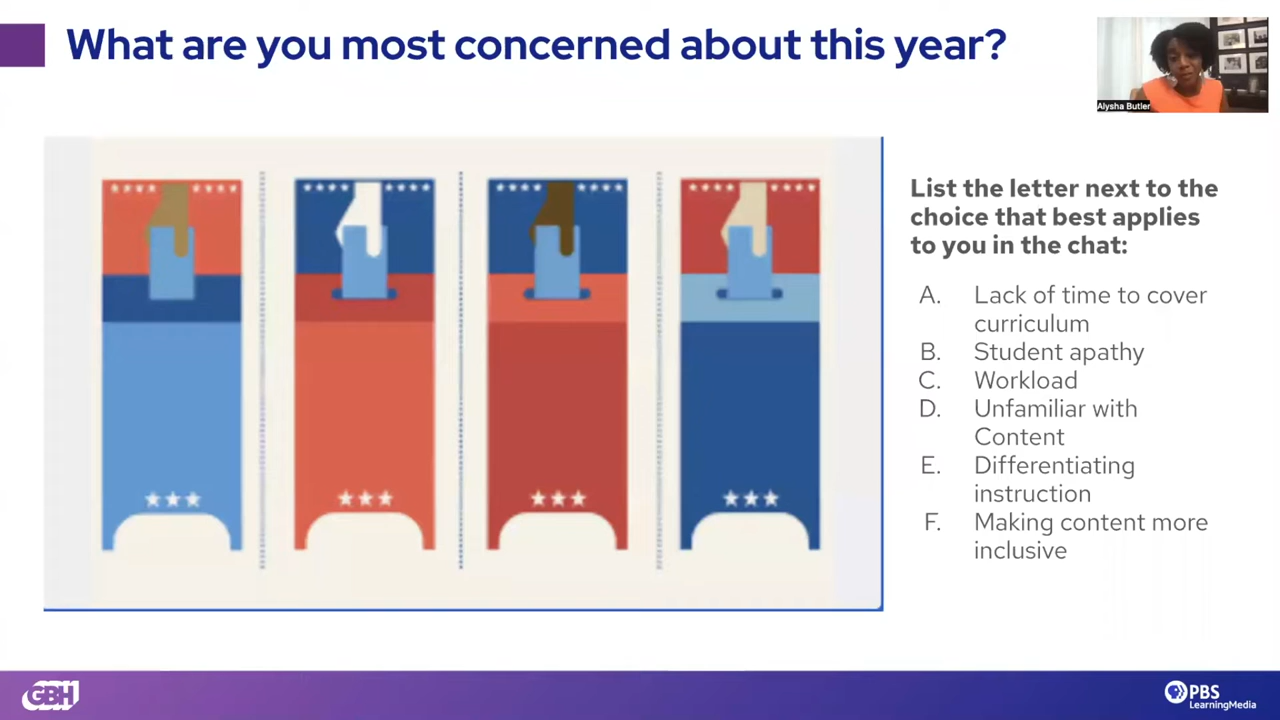 What are you most concerned about this year?
Alysha Butler
List the letter next to the
choice that best applies
to you in the chat:
A. Lack of time to cover
curriculum
B. Student apathy
C. Workload
D. Unfamiliar with
Content
E. Differentiating
instruction
F. Making content more
inclusive
GBH
PBS
LearningMedia